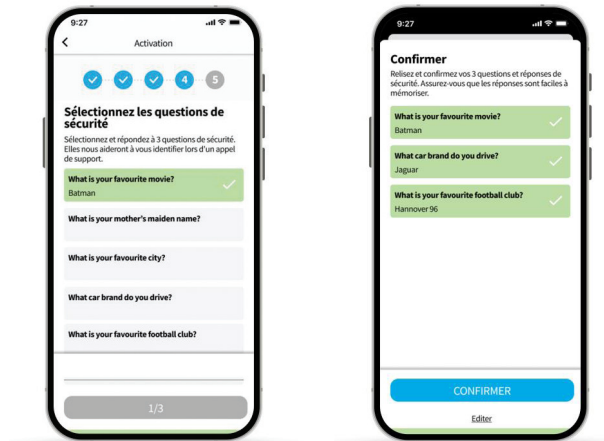 9:27
Activation
4
5
Sélectionnez les questions de
sécurité
Sélectionnez et répondez à 3 questions de sécurité.
Elles nous aideront à vous identifier lors d'un appel
de support.
What is your favourite movie?
Batman
What is your mother's maiden name?
What is your favourite city?
What car brand do you drive?
What is your favourite football club?
1/3
9:27
Confirmer
Relisez et confirmez vos 3 questions et réponses de
sécurité. Assurez-vous que les réponses sont faciles à
mémoriser.
What is your favourite movie?
Batman
What car brand do you drive?
Jaguar
What is your favourite football club?
Hannover 96
CONFIRMER
Editer